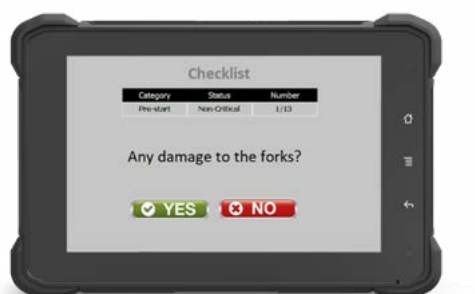 Checklist
Category Status Number
Pre-start Non-Critical 1/13
Any damage to the forks?
YES NO